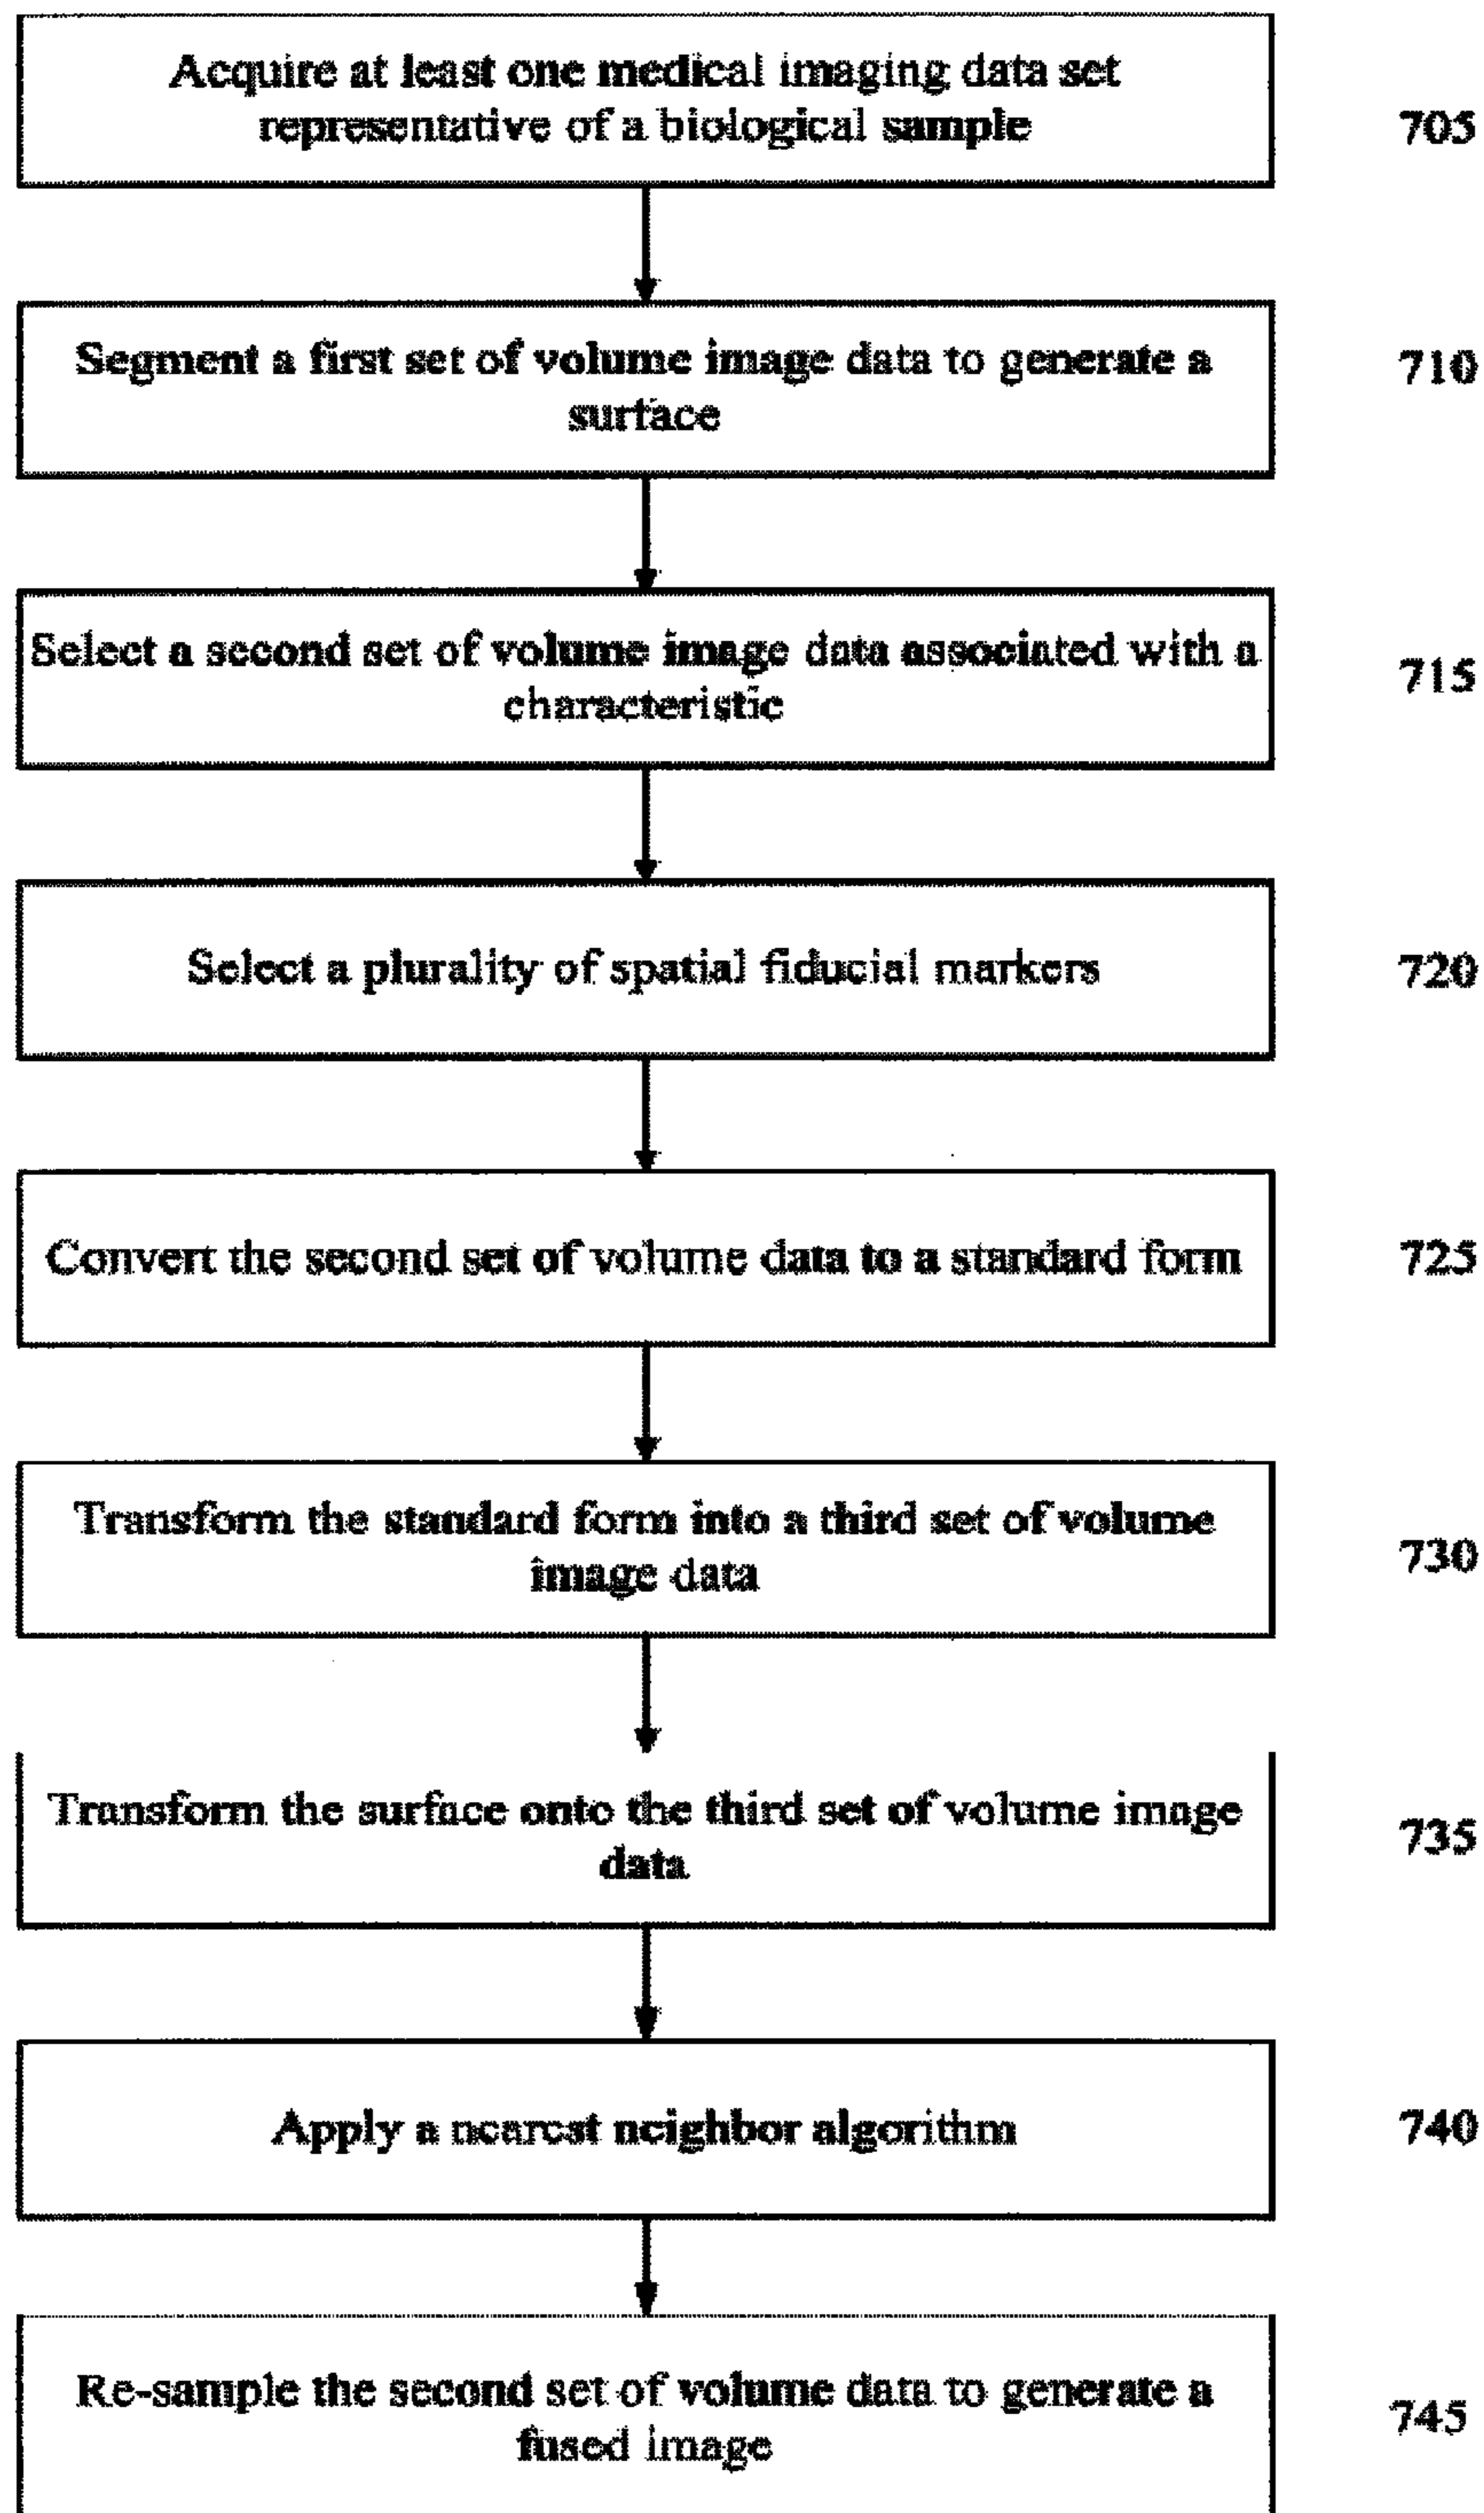 Acquire at least one medical imaging data set
representative of a biological sample
705
Segment a first set of volume image data to generate a
surface
710
Select a second set of volume image data associated with a
characteristic
715
Select a plurality of spatial fiducial markers
720
Convert the second set of volume data to a standard form
725
Transform the standard form into a third set of volume
image data
730
Transform the surface onto the third set of volume image
data
735
Apply a nearest neighbor algorithm
740
Re-sample the second set of volume data to generate a
fused image
745